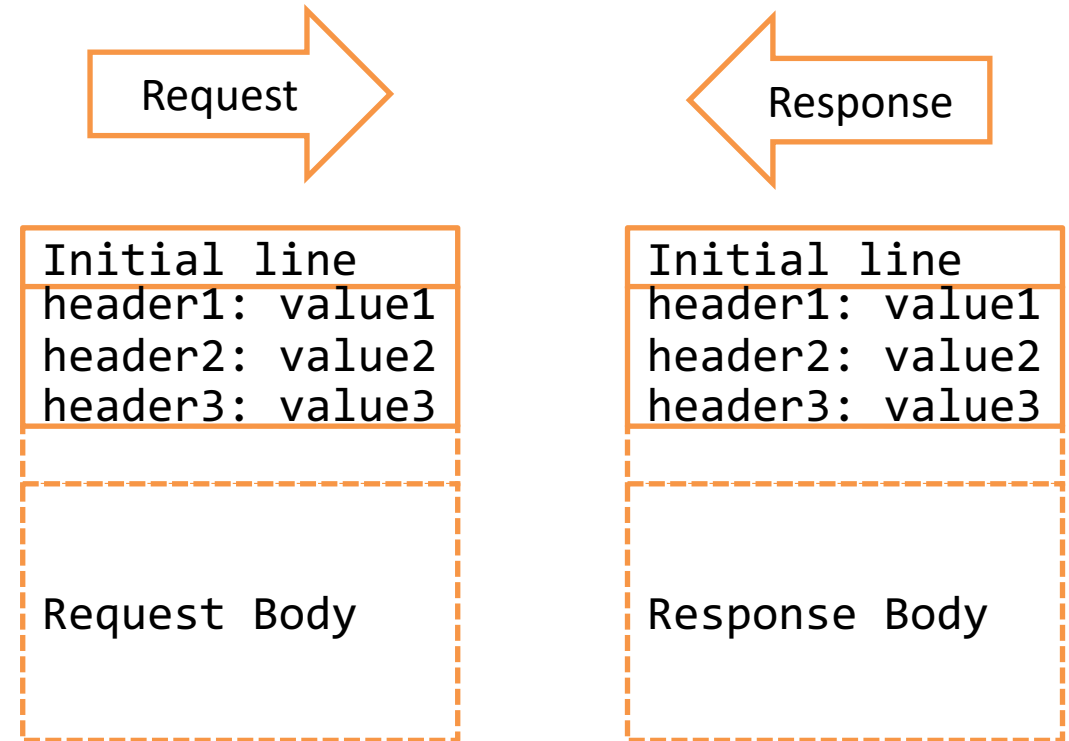 Request
Response
Initial line
header1: value1
header2: value2
header3: value3
Request Body
Initial line
header1: value1
header2: value2
header3: value3
Response Body